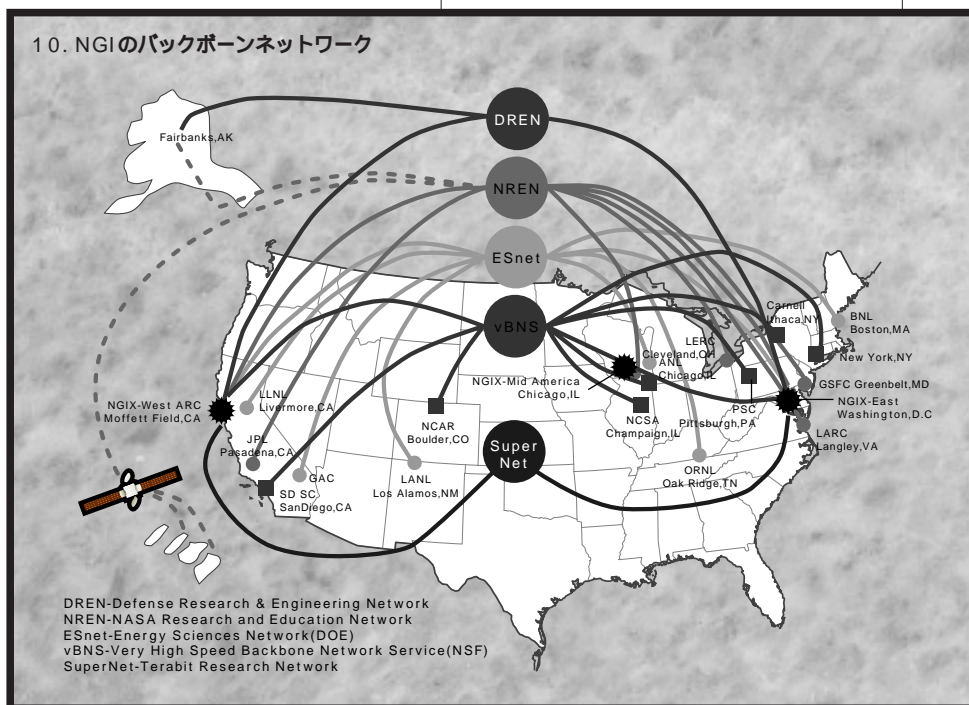 10. NGIのバックボーンネットワーク
DREN
Fairbanks,AK
NREN
ESnet
vBNS
Carnell
Ithaca,NY
BNL
Boston,MA
LERC
Cleveland,OH
ANL
Chicago,IL
New York,NY
NGIX-Mid America
Chicago,IL
GSFC Greenbelt,MD
NGIX-East
Washington,D.C
LLNL
Livermore,CA
NGIX-West ARC
Moffett Field,CA
NCAR
Boulder,CO
NCSA
Champaign,IL
PSC
Pittsburgh,PA
LARC
Langley,VA
JPL
Pasadena,CA
Super
Net
GAC
LANL
Los Alamos,NM
ORNL
Oak Ridge,TN
SD SC
SanDiego,CA
DREN-Defense Research & Engineering Network
NREN-NASA Research and Education Network
ESnet-Energy Sciences Network(DOE)
vBNS-Very High Speed Backbone Network Service(NSF)
SuperNet-Terabit Research Network